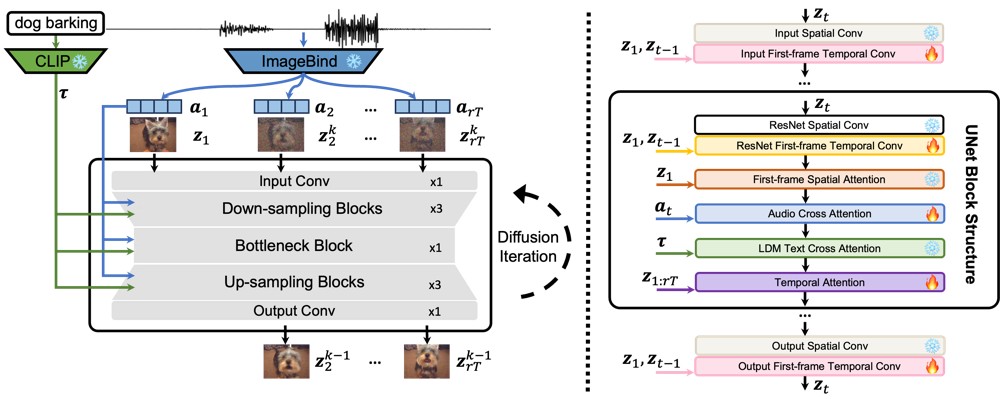 dog barking
CLIP
ImageBind
τ
a_1
a_2
...
a_{rT}
z_1
z_2^k
...
z_{rT}^k
Input Conv x1
Down-sampling Blocks x3
Bottleneck Block x1
Up-sampling Blocks x3
Output Conv x1
Diffusion
Iteration
z_2^{k-1}
...
z_{rT}^{k-1}
z_t
Input Spatial Conv
z_1, z_{t-1}
Input First-frame Temporal Conv
...
z_t
ResNet Spatial Conv
z_1, z_{t-1}
ResNet First-frame Temporal Conv
z_1
First-frame Spatial Attention
a_t
Audio Cross Attention
τ
LDM Text Cross Attention
z_{1:rT}
Temporal Attention
UNet Block Structure
...
Output Spatial Conv
z_1, z_{t-1}
Output First-frame Temporal Conv
z_t